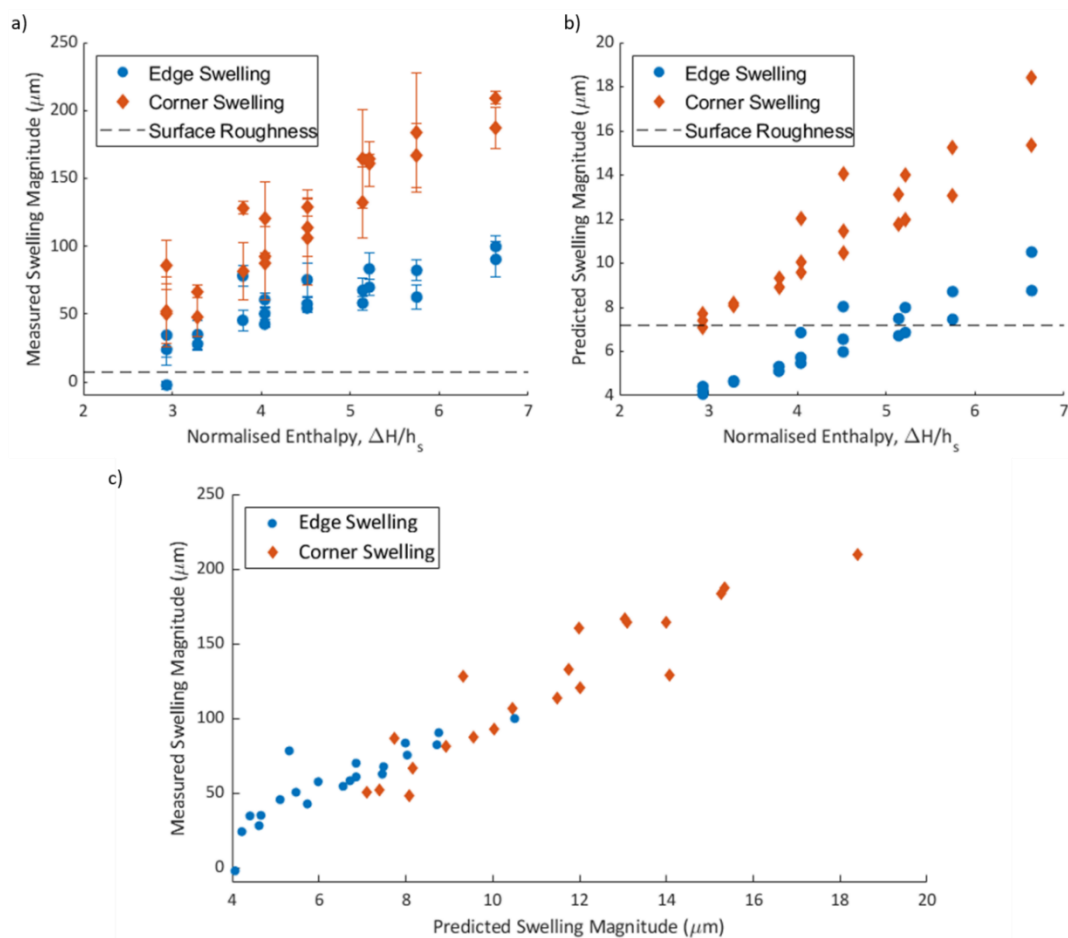 a)
250
200
150
100
50
0
Measured Swelling Magnitude (μm)
Edge Swelling
Corner Swelling
Surface Roughness
2 3 4 5 6 7
Normalised Enthalpy, ΔH/hs
b)
20
18
16
14
12
10
8
6
4
Predicted Swelling Magnitude (μm)
Edge Swelling
Corner Swelling
Surface Roughness
2 3 4 5 6 7
Normalised Enthalpy, ΔH/hs
c)
250
200
150
100
50
0
Measured Swelling Magnitude (μm)
Edge Swelling
Corner Swelling
4 6 8 10 12 14 16 18 20
Predicted Swelling Magnitude (μm)